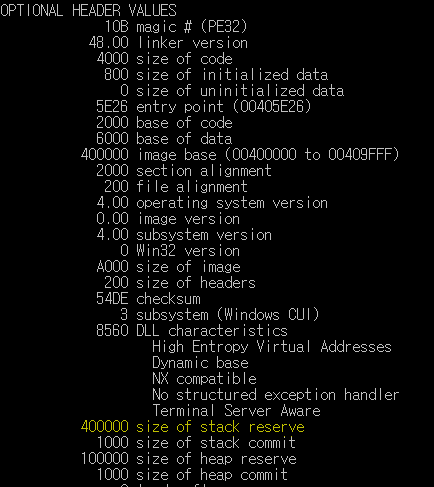 OPTIONAL HEADER VALUES
10B magic # (PE32)
48.00 linker version
4000 size of code
800 size of initialized data
0 size of uninitialized data
5E26 entry point (00405E26)
2000 base of code
6000 base of data
400000 image base (00400000 to 00409FFF)
2000 section alignment
200 file alignment
4.00 operating system version
0.00 image version
4.00 subsystem version
0 Win32 version
A000 size of image
200 size of headers
54DE checksum
3 subsystem (Windows CUI)
8560 DLL characteristics
High Entropy Virtual Addresses
Dynamic base
NX compatible
No structured exception handler
Terminal Server Aware
400000 size of stack reserve
1000 size of stack commit
100000 size of heap reserve
1000 size of heap commit